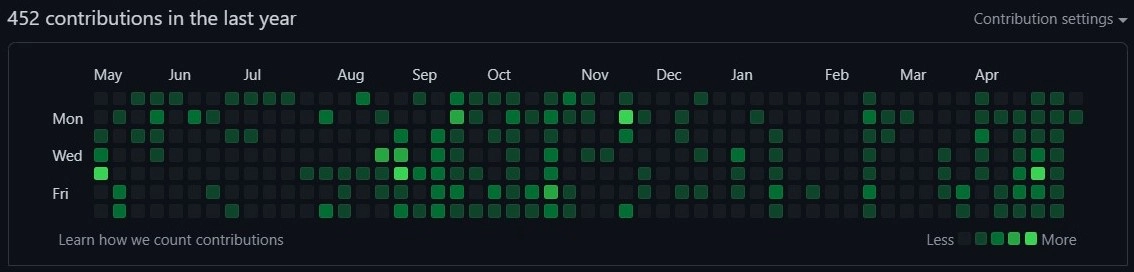 452 contributions in the last year
Contribution settings
May Jun Jul Aug Sep Oct Nov Dec Jan Feb Mar Apr
Mon
Wed
Fri
Learn how we count contributions
Less More